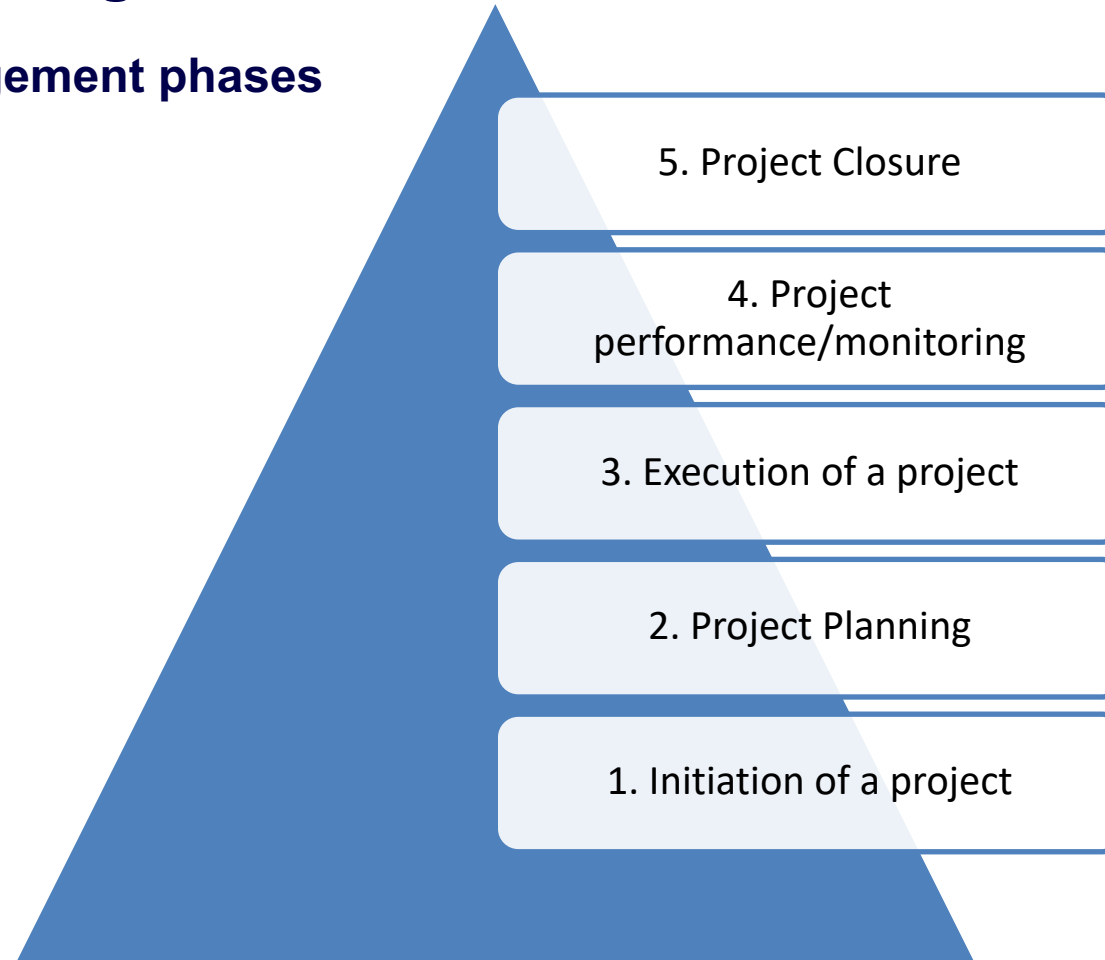 gement phases
5. Project Closure
4. Project
performance/monitoring
3. Execution of a project
2. Project Planning
1. Initiation of a project